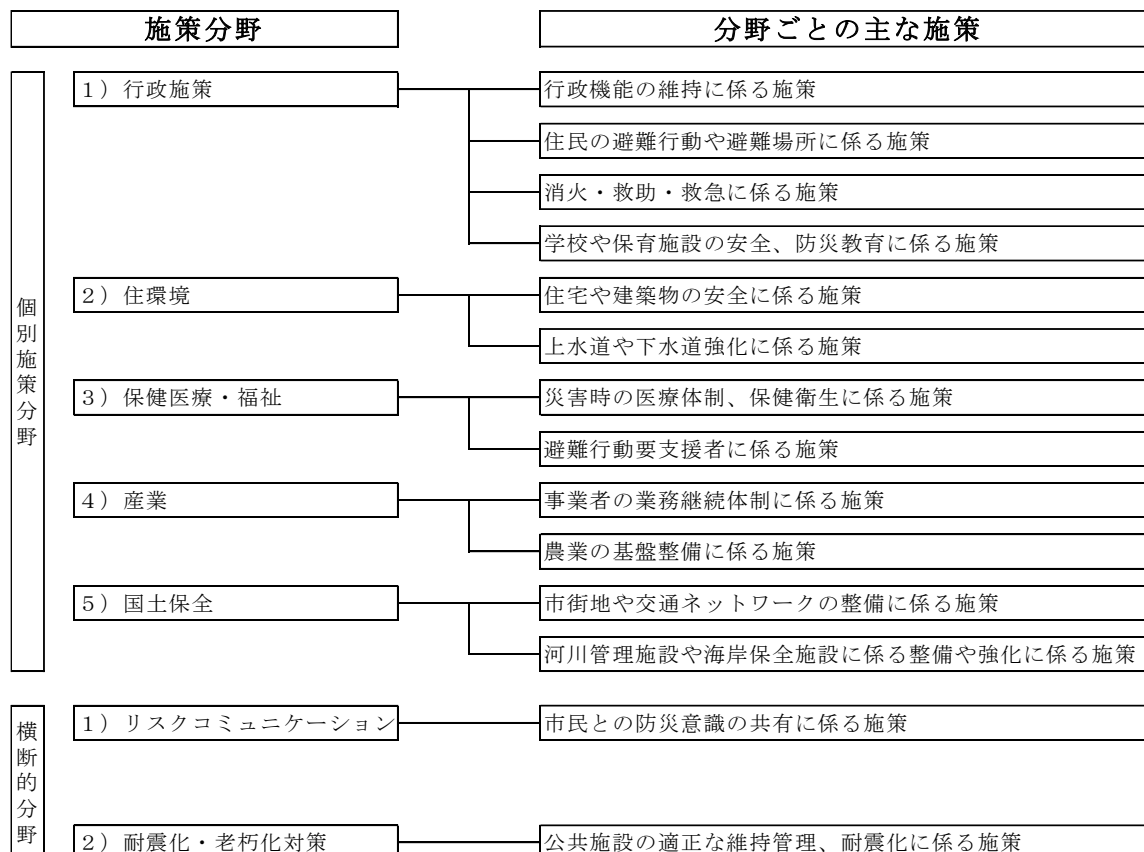 施策分野
分野ごとの主な施策
個別施策分野
1）行政施策
行政機能の維持に係る施策
住民の避難行動や避難場所に係る施策
消火・救助・救急に係る施策
学校や保育施設の安全、防災教育に係る施策
2）住環境
住宅や建築物の安全に係る施策
上水道や下水道強化に係る施策
3）保健医療・福祉
災害時の医療体制、保健衛生に係る施策
避難行動要支援者に係る施策
4）産業
事業者の業務継続体制に係る施策
農業の基盤整備に係る施策
5）国土保全
市街地や交通ネットワークの整備に係る施策
河川管理施設や海岸保全施設に係る整備や強化に係る施策
横断的分野
1）リスクコミュニケーション
市民との防災意識の共有に係る施策
2）耐震化・老朽化対策
公共施設の適正な維持管理、耐震化に係る施策